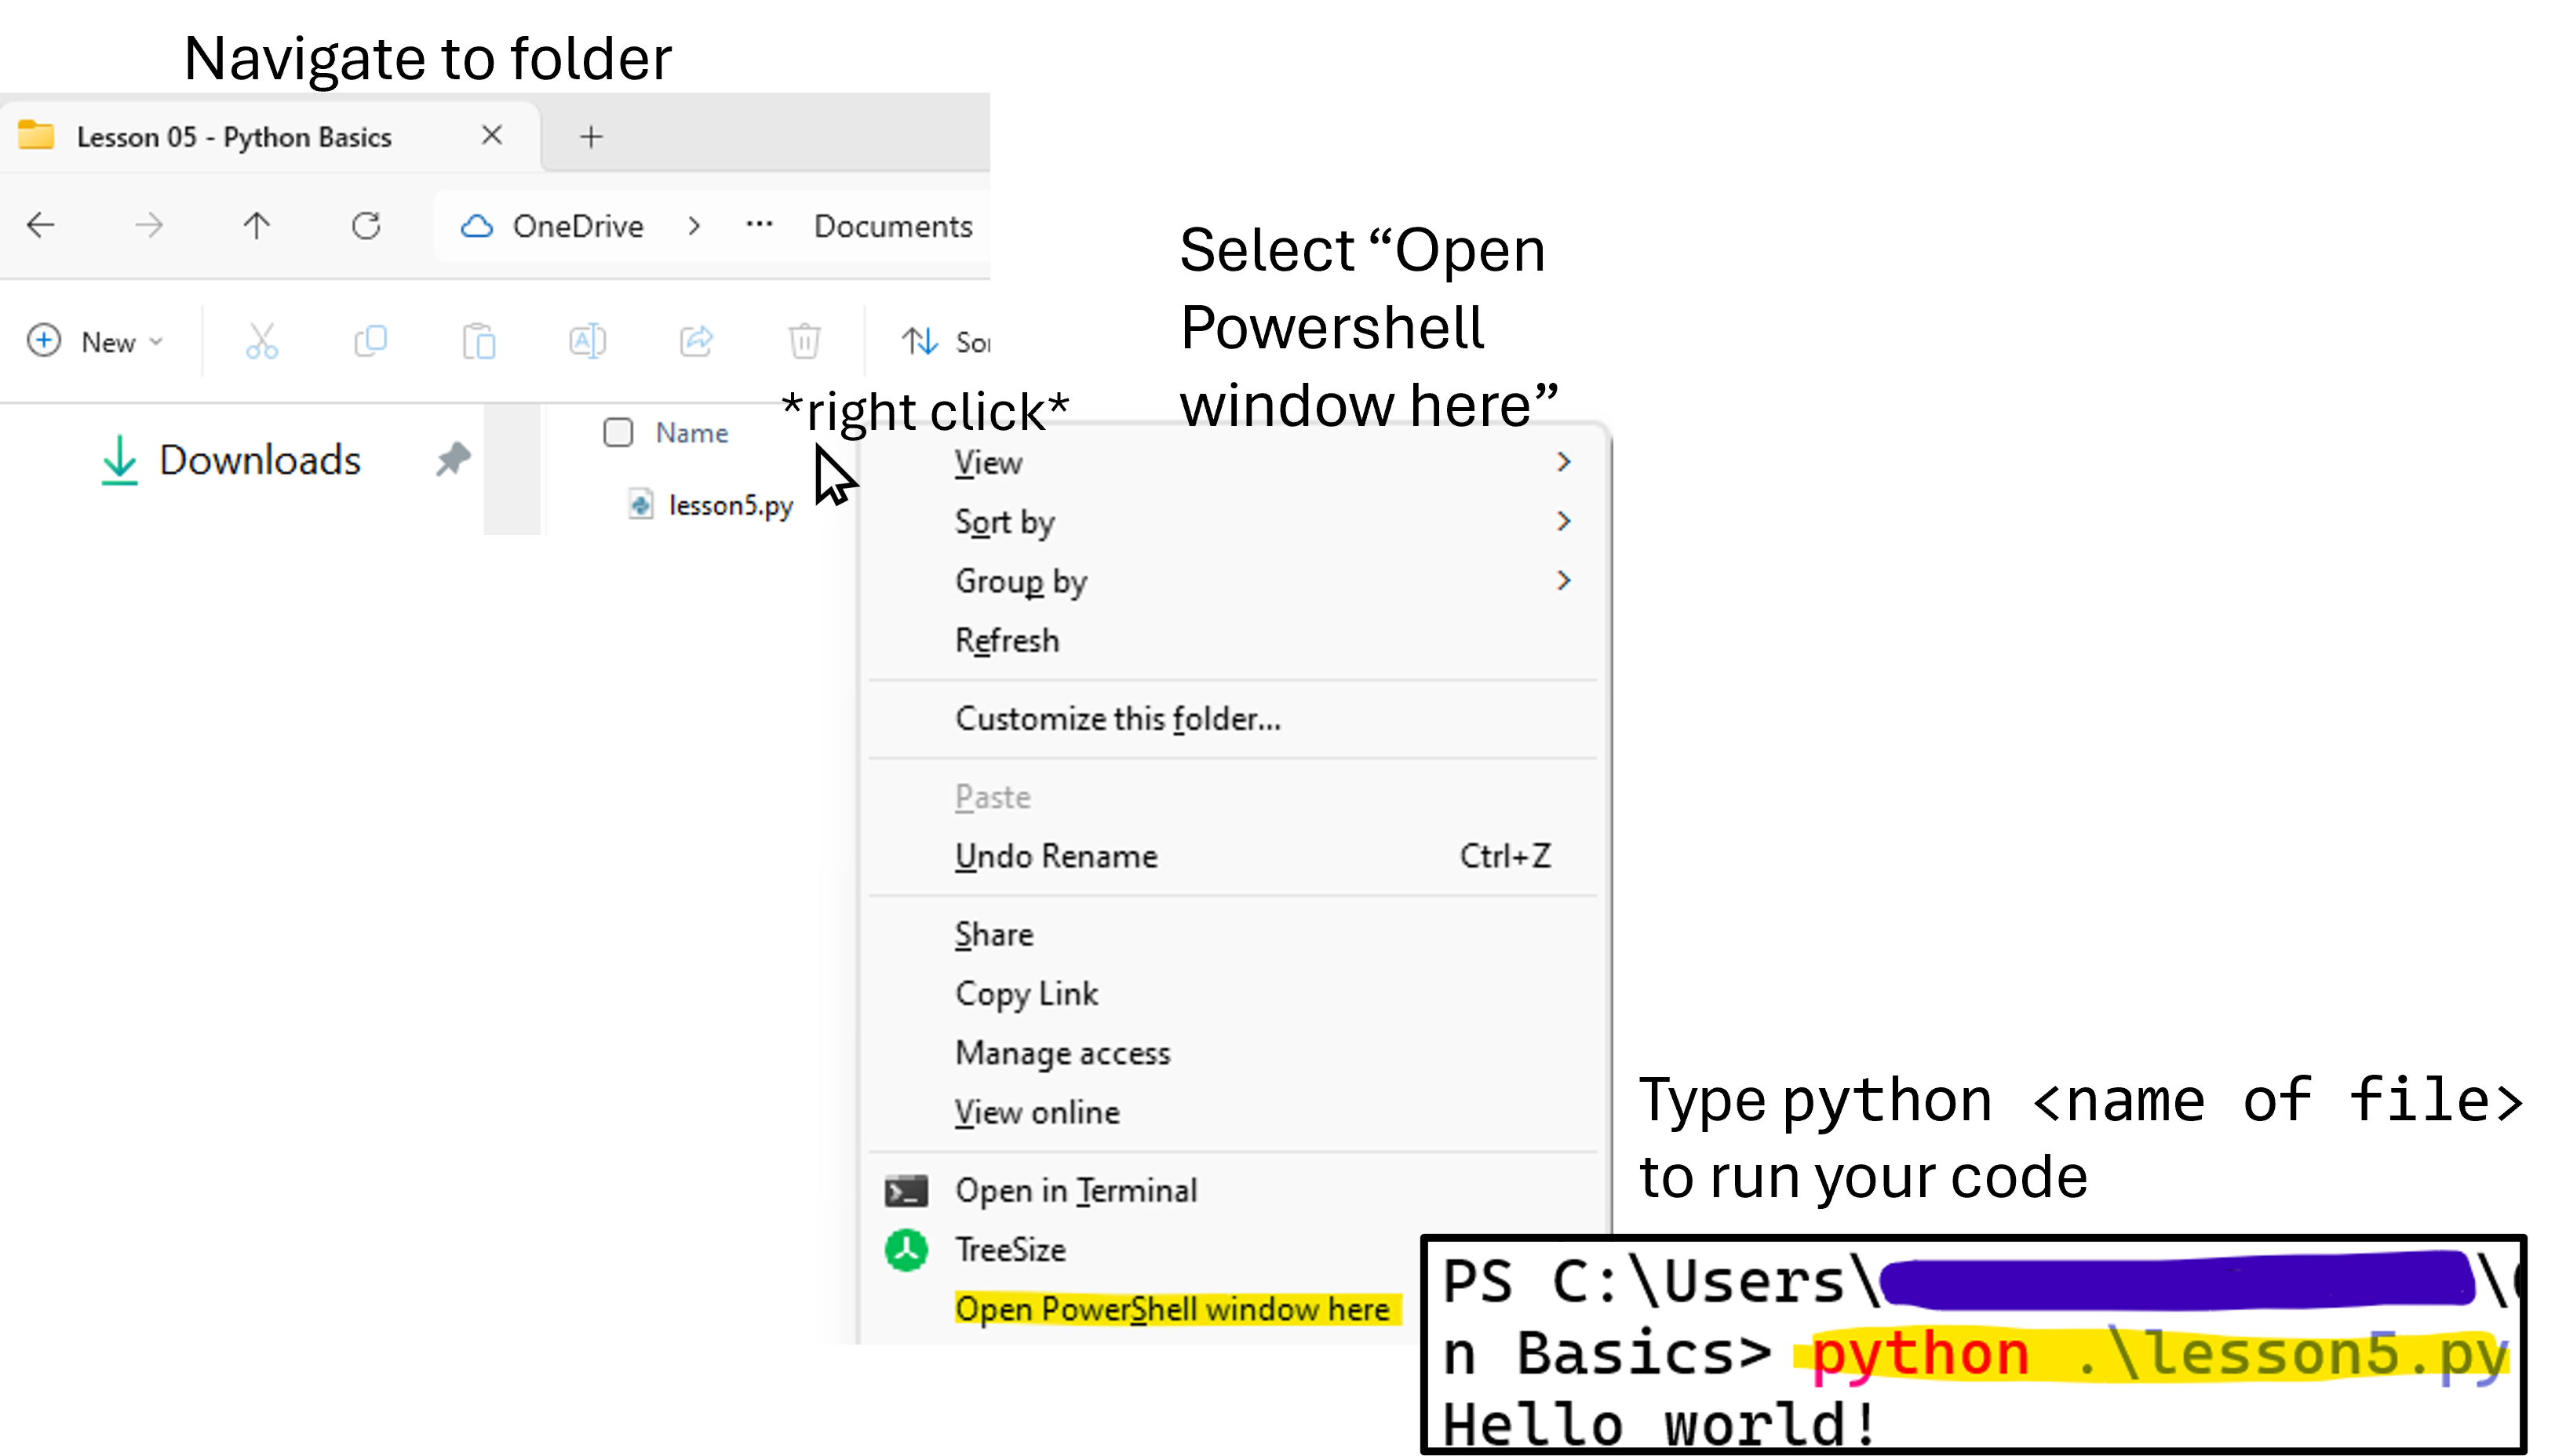 Navigate to folder
Lesson 05 - Python Basics
OneDrive > ... Documents
New
Select “Open
Powershell
window here”
*right click*
Downloads
Name
lesson5.py
View
Sort by
Group by
Refresh
Customize this folder...
Paste
Undo Rename Ctrl+Z
Share
Copy Link
Manage access
View online
Open in Terminal
TreeSize
Open PowerShell window here
Type python <name of file>
to run your code
PS C:\Users\
n Basics> python .\lesson5.py
Hello world!